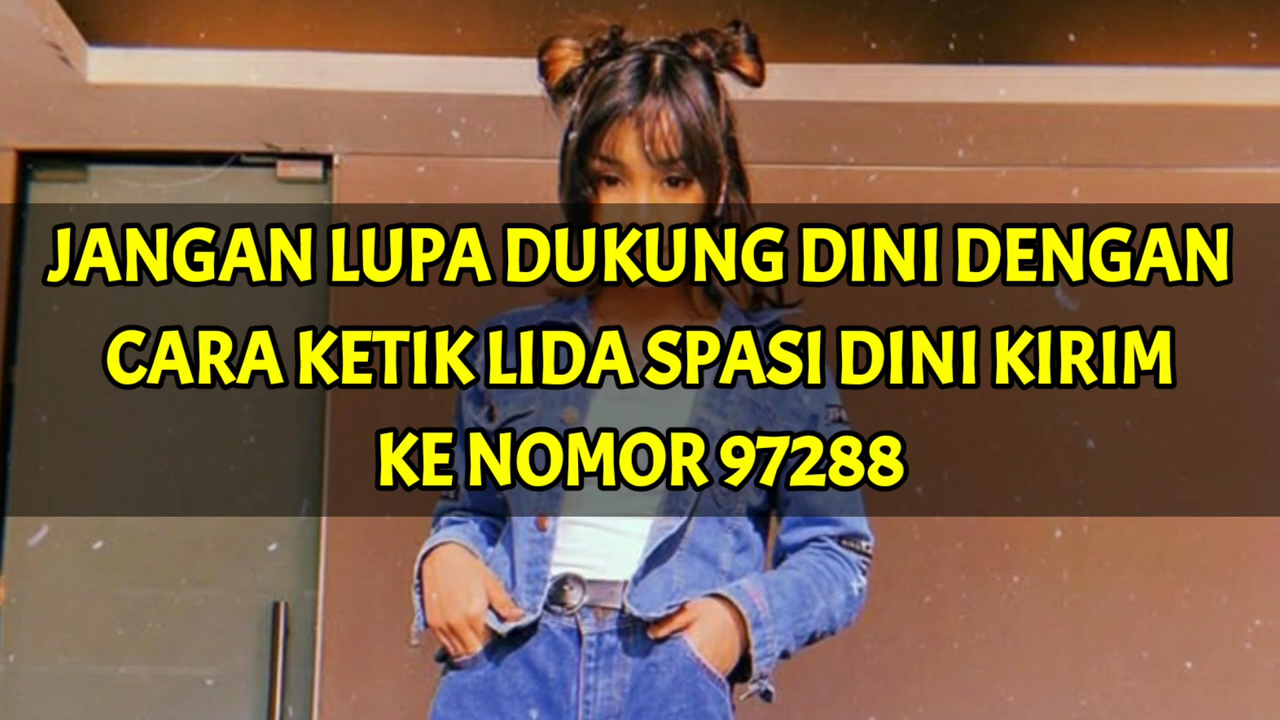 JANGAN LUPA DUKUNG DINI DENGAN
CARA KETIK LIDA SPASI DINI KIRIM
KE NOMOR 97288